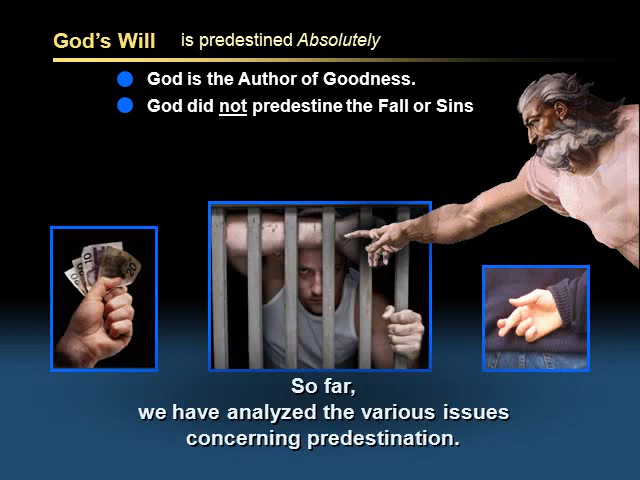 God's Will is predestined Absolutely
God is the Author of Goodness.
God did not predestine the Fall or Sins
20
So far,
we have analyzed the various issues
concerning predestination.